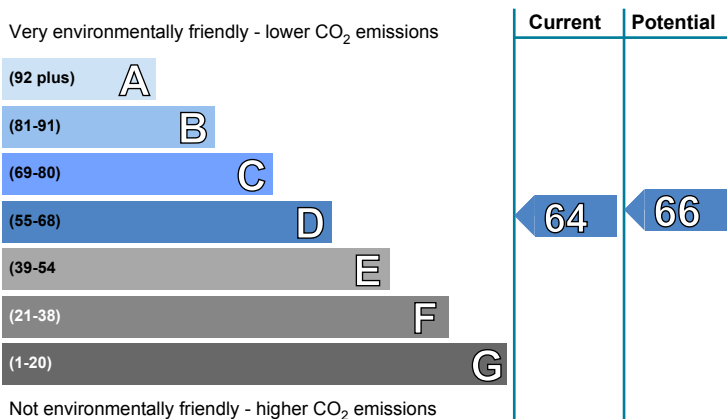 Current Potential
Very environmentally friendly - lower CO2 emissions
(92 plus) A
(81-91) B
(69-80) C
(55-68) D 64 66
(39-54 E
(21-38) F
(1-20) G
Not environmentally friendly - higher CO2 emissions